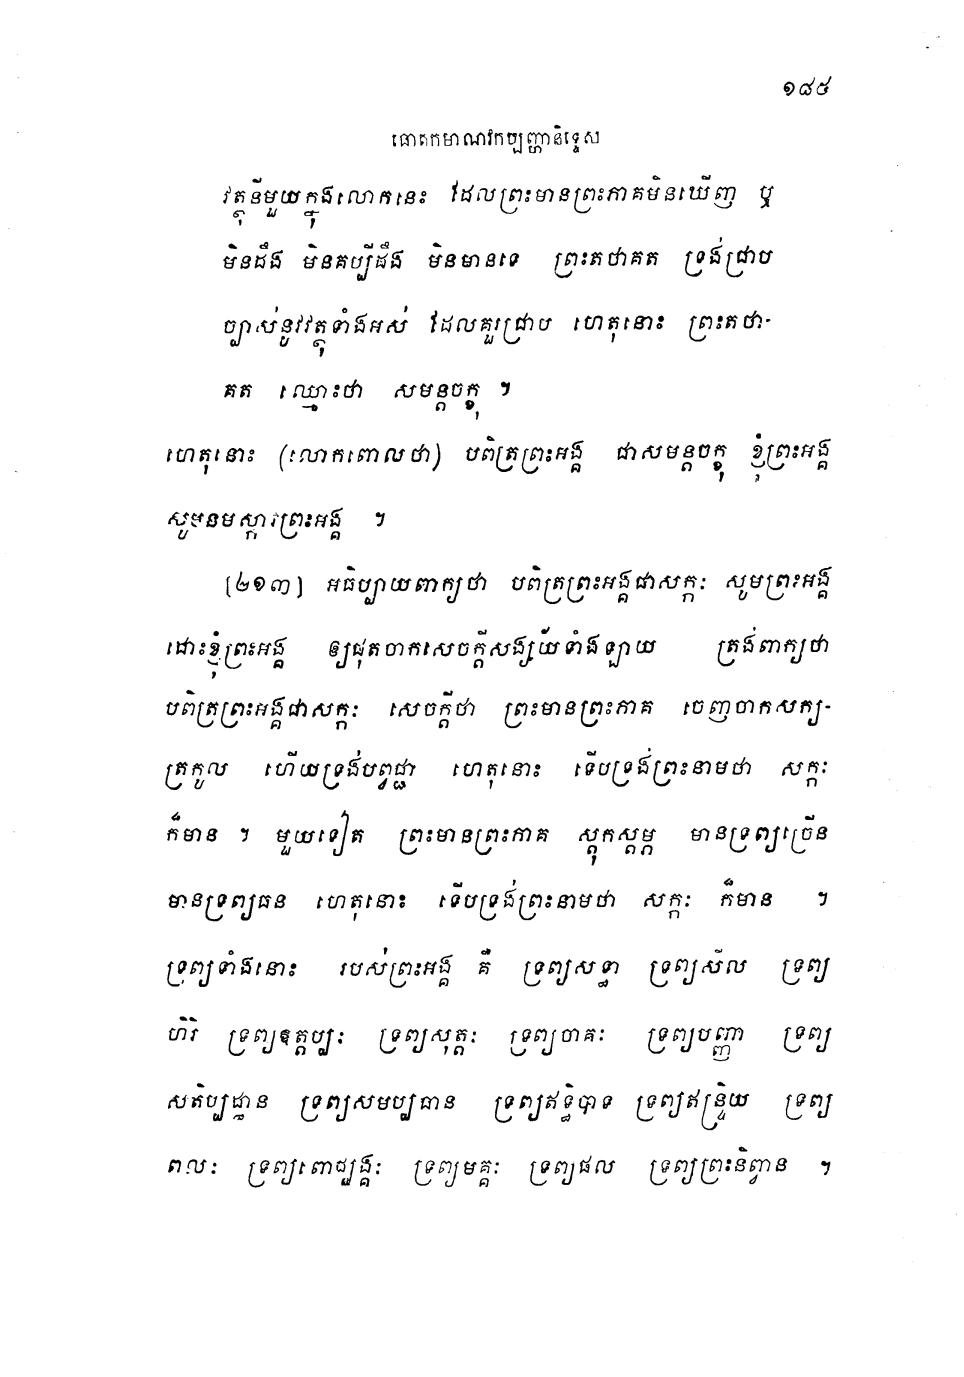 ១៨៥
ធោតកមាណវកប្បញ្ហានិទ្ទេស
វត្ថុនីមួយក្នុងលោកនេះ ដែលព្រះមានព្រះភាគមិនឃើញ ឬ
មិនដឹង មិនគប្បីដឹង មិនមានទេ ព្រះតថាគត ទ្រង់ជ្រាប
ច្បាស់នូវវត្ថុទាំងអស់ ដែលគួរជ្រាប ហេតុនោះ ព្រះតថា-
គត ឈ្មោះថា សមន្តចក្ខុ ។
ហេតុនោះ (លោកពោលថា) បពិត្រព្រះអង្គ ជាសមន្តចក្ខុ ខ្ញុំព្រះអង្គ
សូមនមស្ការព្រះអង្គ ។
[២១៣] អធិប្បាយពាក្យថា បពិត្រព្រះអង្គជាសក្កៈ សូមព្រះអង្គ
ដោះខ្ញុំព្រះអង្គ ឲ្យផុតចាកសេចក្តីសង្ស័យទាំងឡាយ ត្រង់ពាក្យថា
បពិត្រព្រះអង្គជាសក្កៈ សេចក្តីថា ព្រះមានព្រះភាគ ចេញចាកសក្យ-
ត្រកូល ហើយទ្រង់បព្វជ្ជា ហេតុនោះ ទើបទ្រង់ព្រះនាមថា សក្កៈ
ក៏មាន ។ មួយទៀត ព្រះមានព្រះភាគ ស្តុកស្តម្ភ មានទ្រព្យច្រើន
មានទ្រព្យធន ហេតុនោះ ទើបទ្រង់ព្រះនាមថា សក្កៈ ក៏មាន ។
ទ្រព្យទាំងនោះ របស់ព្រះអង្គ គឺ ទ្រព្យសទ្ធា ទ្រព្យសីល ទ្រព្យ
ហិរិ ទ្រព្យឧត្តប្បៈ ទ្រព្យសុត្តៈ ទ្រព្យចាគៈ ទ្រព្យបញ្ញា ទ្រព្យ
សតិប្បដ្ឋាន ទ្រព្យសមប្បធាន ទ្រព្យឥទ្ធិបាទ ទ្រព្យឥន្ទ្រិយ ទ្រព្យ
ពលៈ ទ្រព្យពោជ្ឈង្គៈ ទ្រព្យមគ្គៈ ទ្រព្យផល ទ្រព្យព្រះនិព្វាន ។